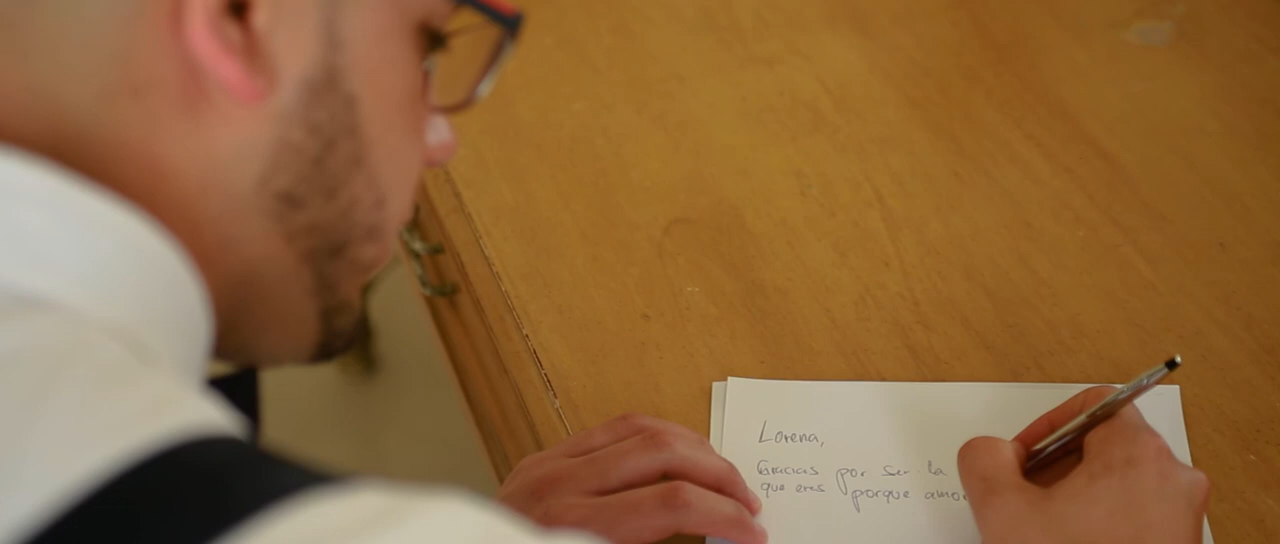 Lorena,
Gracias por ser la
que eres porque amo